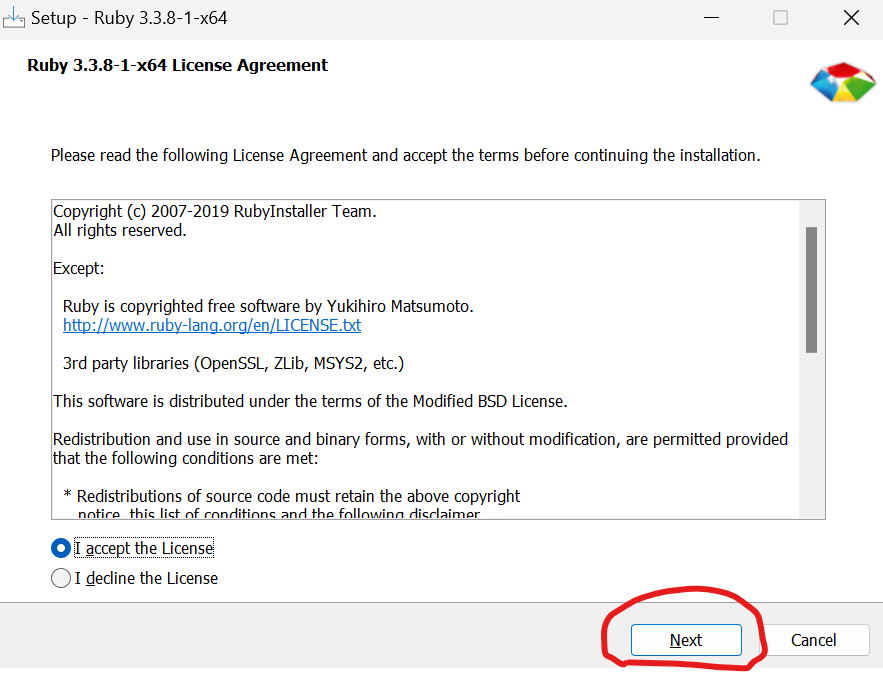 Setup - Ruby 3.3.8-1-x64
Ruby 3.3.8-1-x64 License Agreement
Please read the following License Agreement and accept the terms before continuing the installation.
Copyright (c) 2007-2019 RubyInstaller Team.
All rights reserved.
Except:
Ruby is copyrighted free software by Yukihiro Matsumoto.
http://www.ruby-lang.org/en/LICENSE.txt
3rd party libraries (OpenSSL, ZLib, MSYS2, etc.)
This software is distributed under the terms of the Modified BSD License.
Redistribution and use in source and binary forms, with or without modification, are permitted provided
that the following conditions are met:
* Redistributions of source code must retain the above copyright
notice, this list of conditions and the following disclaimer
I accept the License
I decline the License
Next Cancel